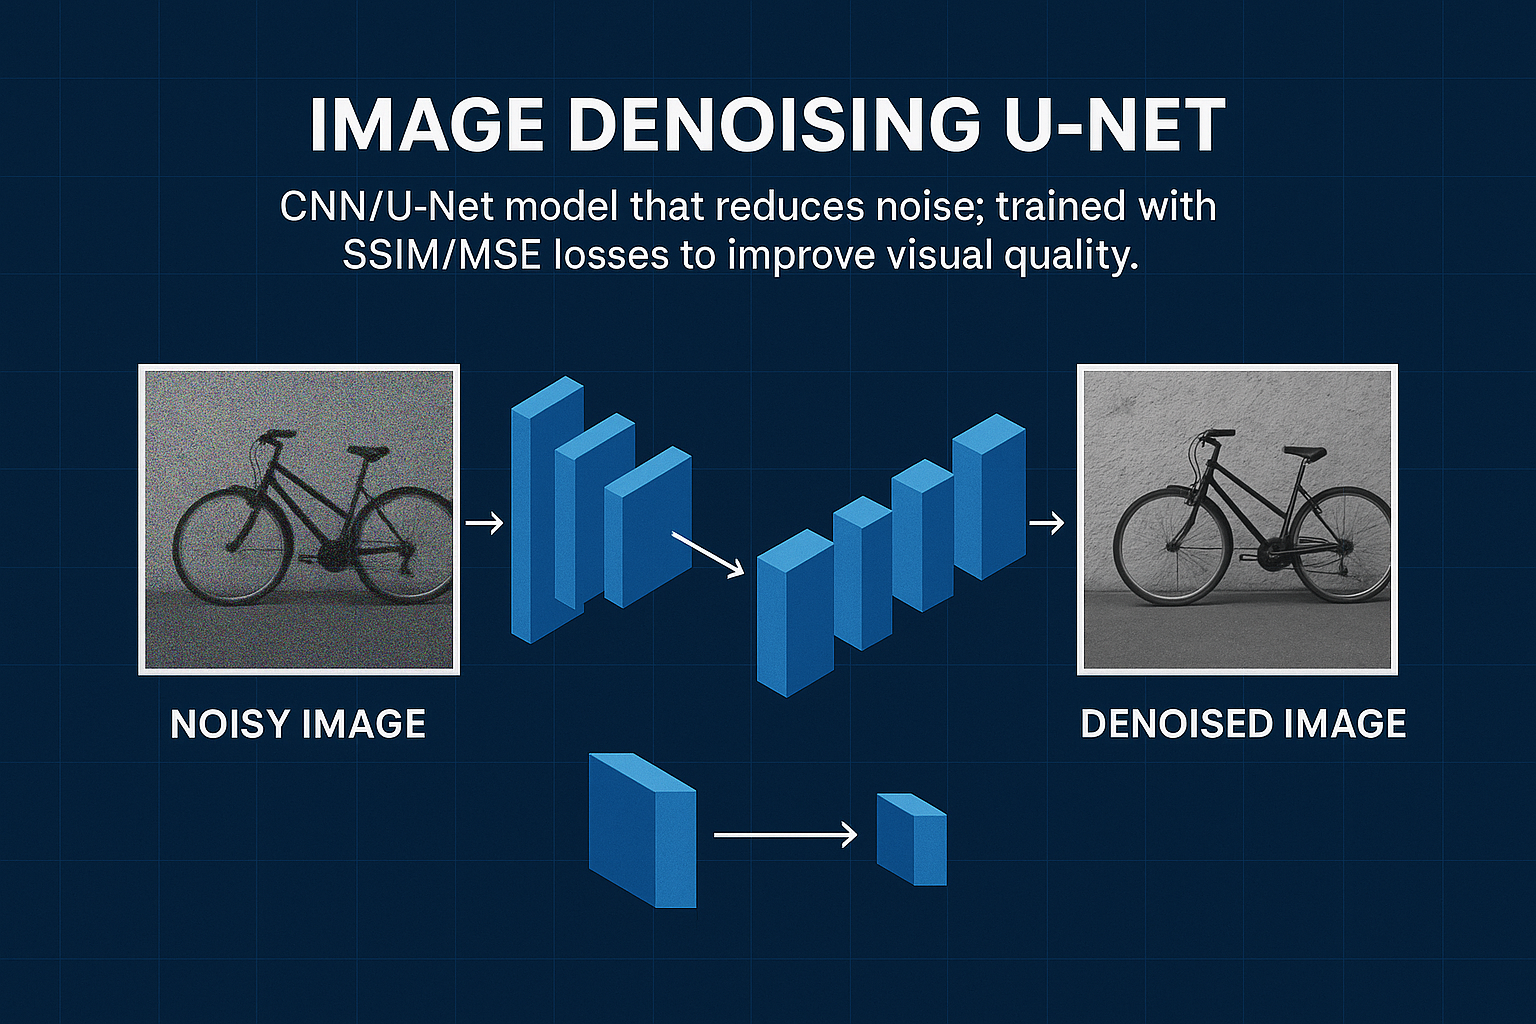 IMAGE DENOISING U-NET
CNN/U-Net model that reduces noise; trained with
SSIM/MSE losses to improve visual quality.
NOISY IMAGE
DENOISED IMAGE